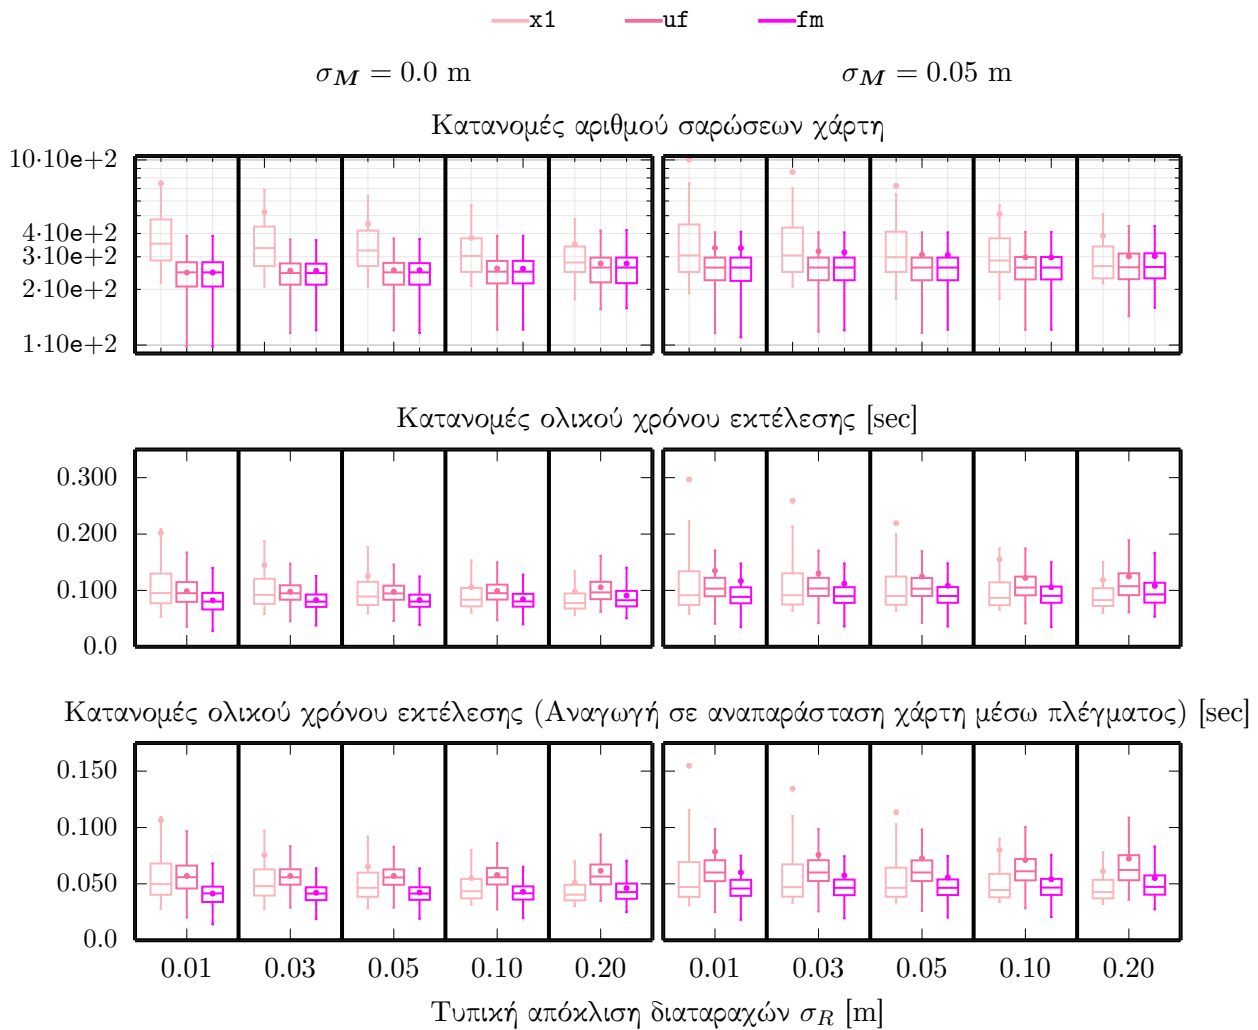 x1 uf fm
σ_M = 0.0 m σ_M = 0.05 m
Κατανομές αριθμού σαρώσεων χάρτη
10·10e+2
4·10e+2
3·10e+2
2·10e+2
1·10e+2
Κατανομές ολικού χρόνου εκτέλεσης [sec]
0.300
0.200
0.100
0.0
Κατανομές ολικού χρόνου εκτέλεσης (Αναγωγή σε αναπαράσταση χάρτη μέσω πλέγματος) [sec]
0.150
0.100
0.050
0.0
0.01 0.03 0.05 0.10 0.20 0.01 0.03 0.05 0.10 0.20
Τυπική απόκλιση διαταραχών σ_R [m]